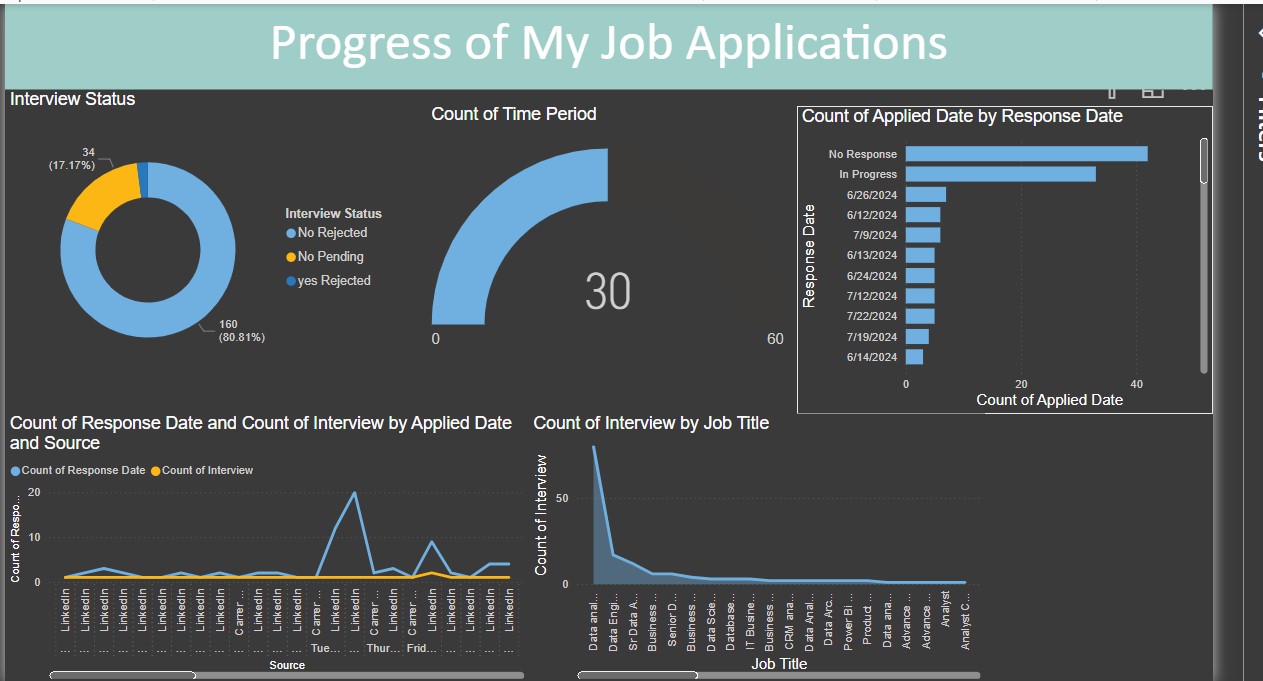 Progress of My Job Applications
Interview Status
34
(17.17%)
160
(80.81%)
Interview Status
No Rejected
No Pending
yes Rejected
Count of Time Period
30
0
60
Count of Applied Date by Response Date
Response Date
No Response
In Progress
6/26/2024
6/12/2024
7/9/2024
6/13/2024
6/24/2024
7/12/2024
7/22/2024
7/19/2024
6/14/2024
0
20
40
Count of Applied Date
Count of Response Date and Count of Interview by Applied Date
and Source
Count of Response Date
Count of Interview
Count of Respo...
20
10
0
LinkedIn
LinkedIn
LinkedIn
LinkedIn
LinkedIn
LinkedIn
LinkedIn
LinkedIn
LinkedIn
Carrer ...
LinkedIn
LinkedIn
LinkedIn
Carrer ...
LinkedIn
LinkedIn
Carrer ...
LinkedIn
Carrer ...
LinkedIn
LinkedIn
LinkedIn
LinkedIn
LinkedIn
... ... ... ... ... ... ... ... ... ... ... ... ... Tue... ... Thur... Frid... ... ... ... ...
Source
Count of Interview by Job Title
Count of Interview
50
0
Data anal...
Data Engi...
Sr Data A...
Business ...
Senior D...
Business ...
Data Scie...
Database...
IT Busine...
Business...
CRM ana...
Data Anal...
Data Arc...
Power BI ...
Product ...
Data ana...
Advance ...
Advance ...
Analyst
Analyst C...
Job Title